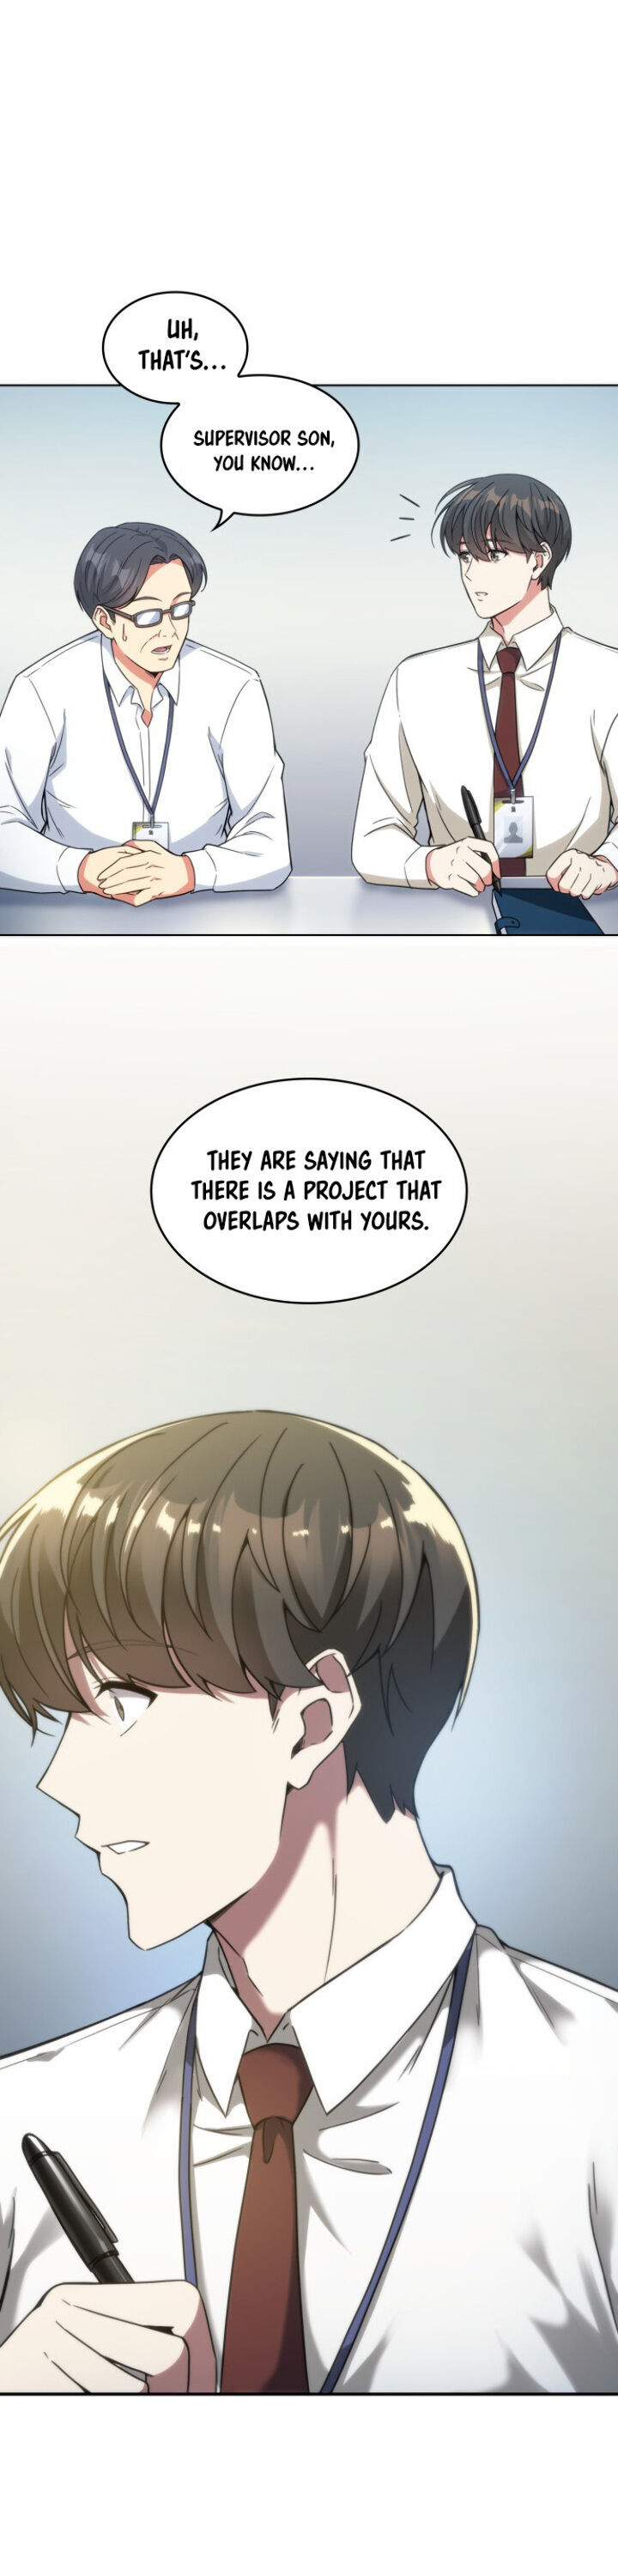 UH,
THAT'S...
SUPERVISOR SON,
YOU KNOW...
THEY ARE SAYING THAT
THERE IS A PROJECT THAT
OVERLAPS WITH YOURS.